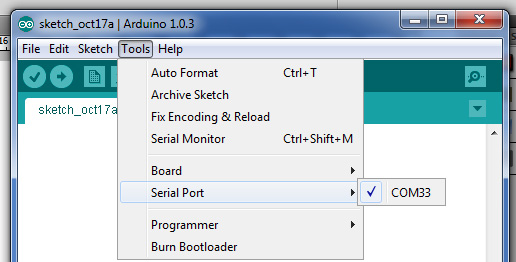 sketch_oct17a | Arduino 1.0.3
16
File Edit Sketch Tools Help
Auto Format Ctrl+T
sketch_oct17a
Archive Sketch
Fix Encoding & Reload
Serial Monitor Ctrl+Shift+M
Board
Serial Port COM33
Programmer
Burn Bootloader